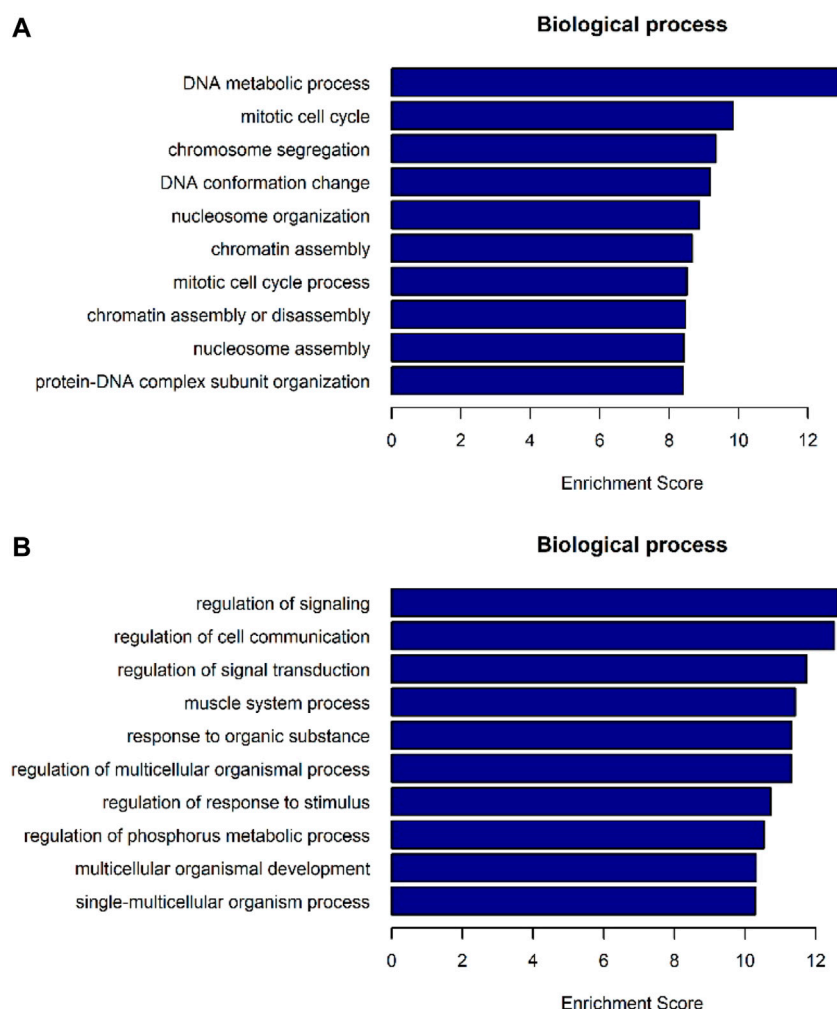 A
Biological process
DNA metabolic process
mitotic cell cycle
chromosome segregation
DNA conformation change
nucleosome organization
chromatin assembly
mitotic cell cycle process
chromatin assembly or disassembly
nucleosome assembly
protein-DNA complex subunit organization
0 2 4 6 8 10 12
Enrichment Score
B
Biological process
regulation of signaling
regulation of cell communication
regulation of signal transduction
muscle system process
response to organic substance
regulation of multicellular organismal process
regulation of response to stimulus
regulation of phosphorus metabolic process
multicellular organismal development
single-multicellular organism process
0 2 4 6 8 10 12
Enrichment Score